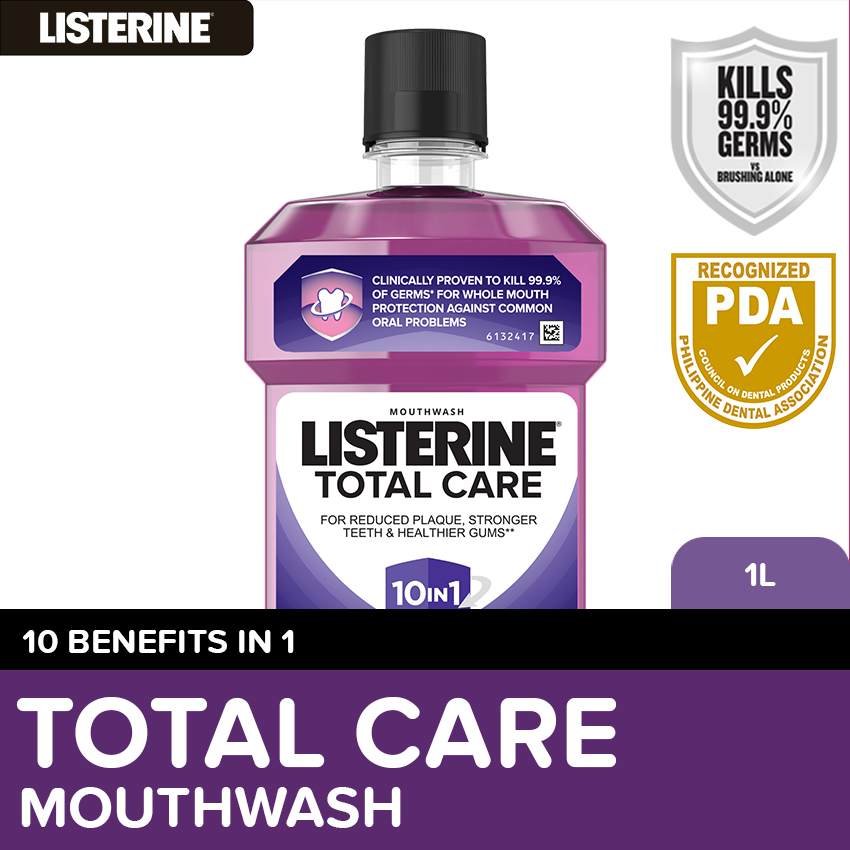 LISTERINE
KILLS
99.9%
GERMS
VS
BRUSHING ALONE
CLINICALLY PROVEN TO KILL 99.9%
OF GERMS* FOR WHOLE MOUTH
PROTECTION AGAINST COMMON
ORAL PROBLEMS
6132417
RECOGNIZED
PDA
COUNCIL ON DENTAL PRODUCTS
PHILIPPINE DENTAL ASSOCIATION
MOUTHWASH
LISTERINE®
TOTAL CARE
FOR REDUCED PLAQUE, STRONGER
TEETH & HEALTHIER GUMS**
10IN1
1L
10 BENEFITS IN 1
TOTAL CARE
MOUTHWASH